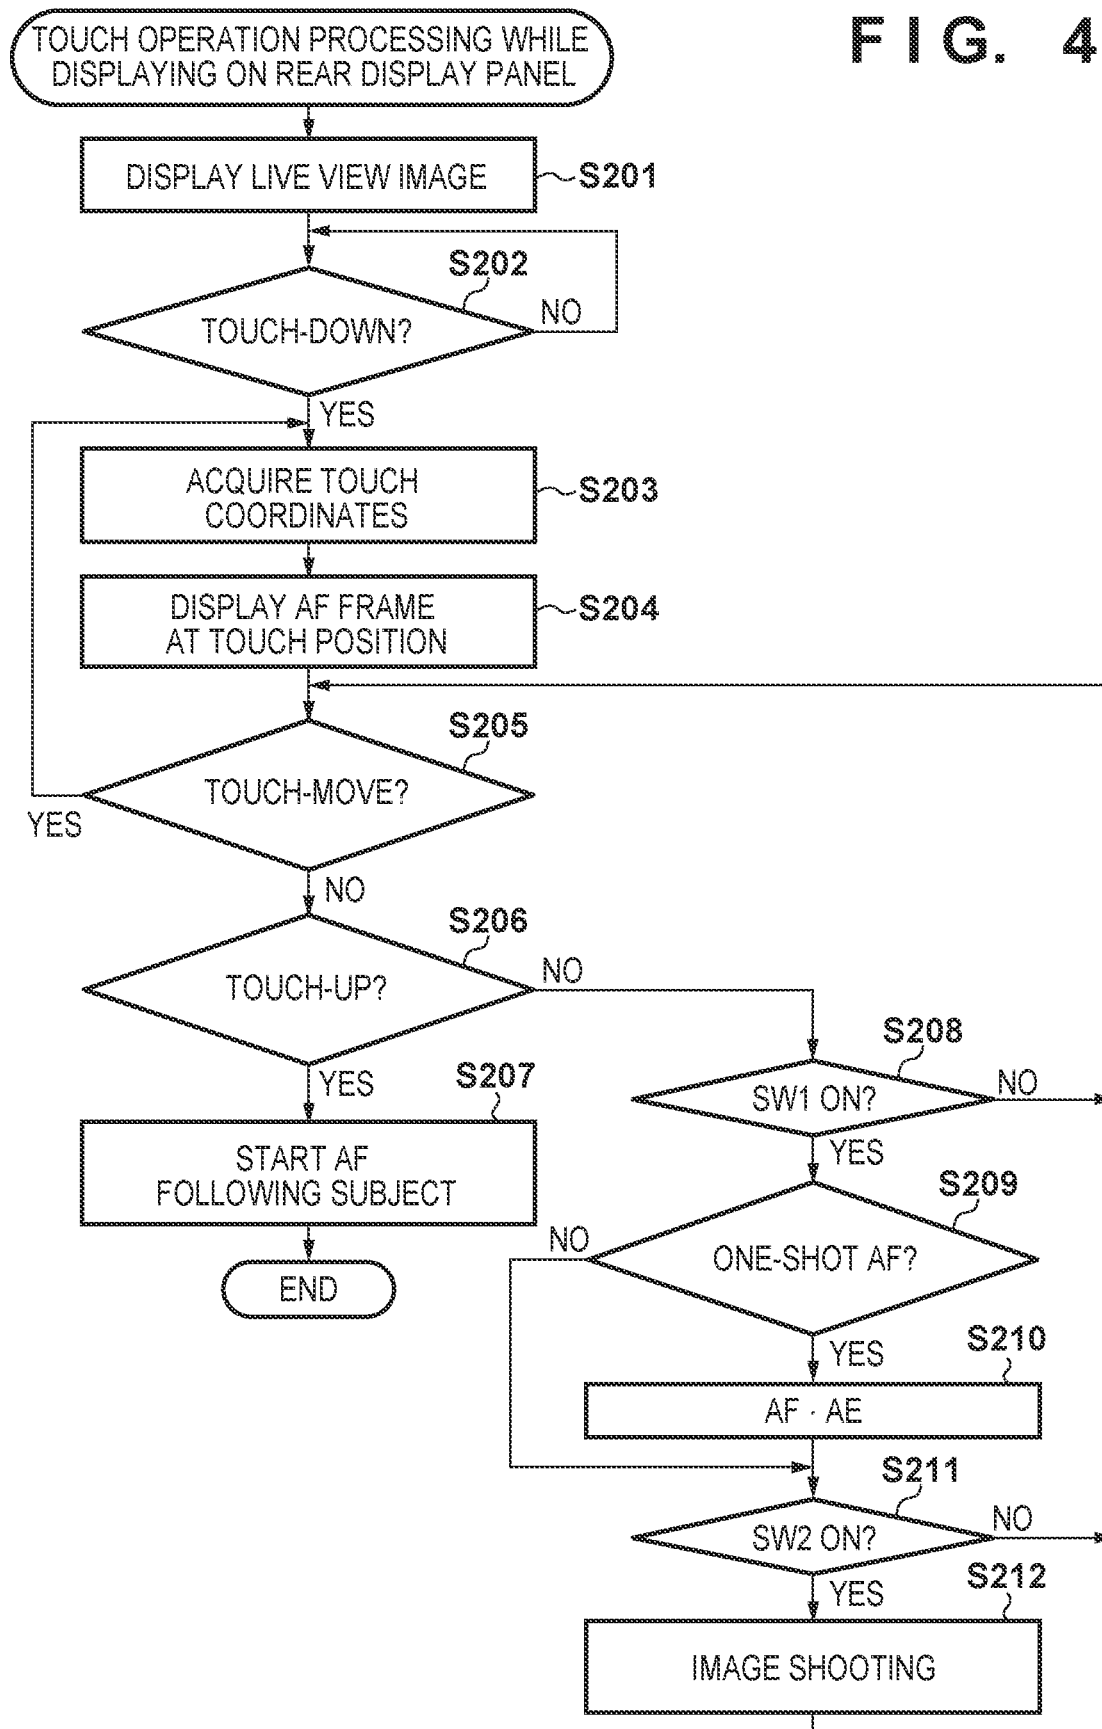 FIG. 4
TOUCH OPERATION PROCESSING WHILE
DISPLAYING ON REAR DISPLAY PANEL
DISPLAY LIVE VIEW IMAGE
S201
S202
TOUCH-DOWN?
NO
YES
ACQUIRE TOUCH
COORDINATES
S203
DISPLAY AF FRAME
AT TOUCH POSITION
S204
S205
TOUCH-MOVE?
YES
NO
S206
TOUCH-UP?
NO
YES
S207
START AF
FOLLOWING SUBJECT
END
S208
SW1 ON?
NO
YES
S209
ONE-SHOT AF?
NO
YES
S210
AF · AE
S211
SW2 ON?
NO
YES
S212
IMAGE SHOOTING